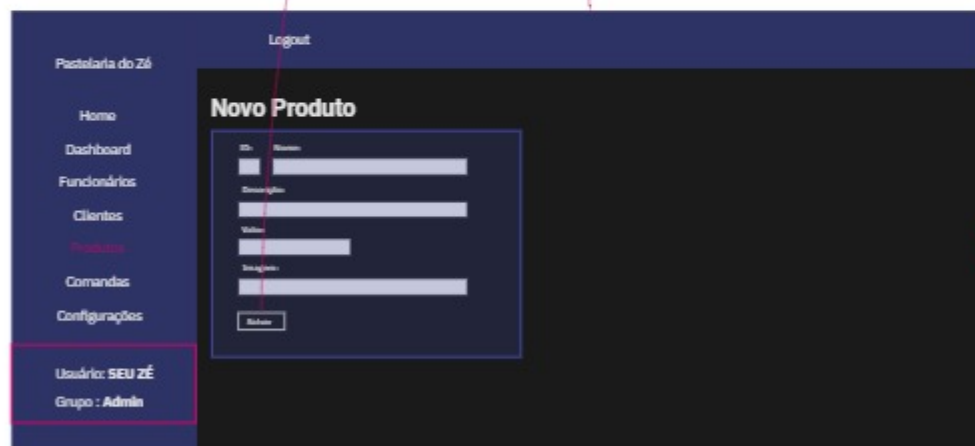 Logout
Pastelaria do Zé
Home
Dashboard
Funcionários
Clientes
Produtos
Comandas
Configurações
Usuário: SEU ZÉ
Grupo : Admin
Novo Produto
ID: Nome:
Descrição:
Valor:
Imagem: